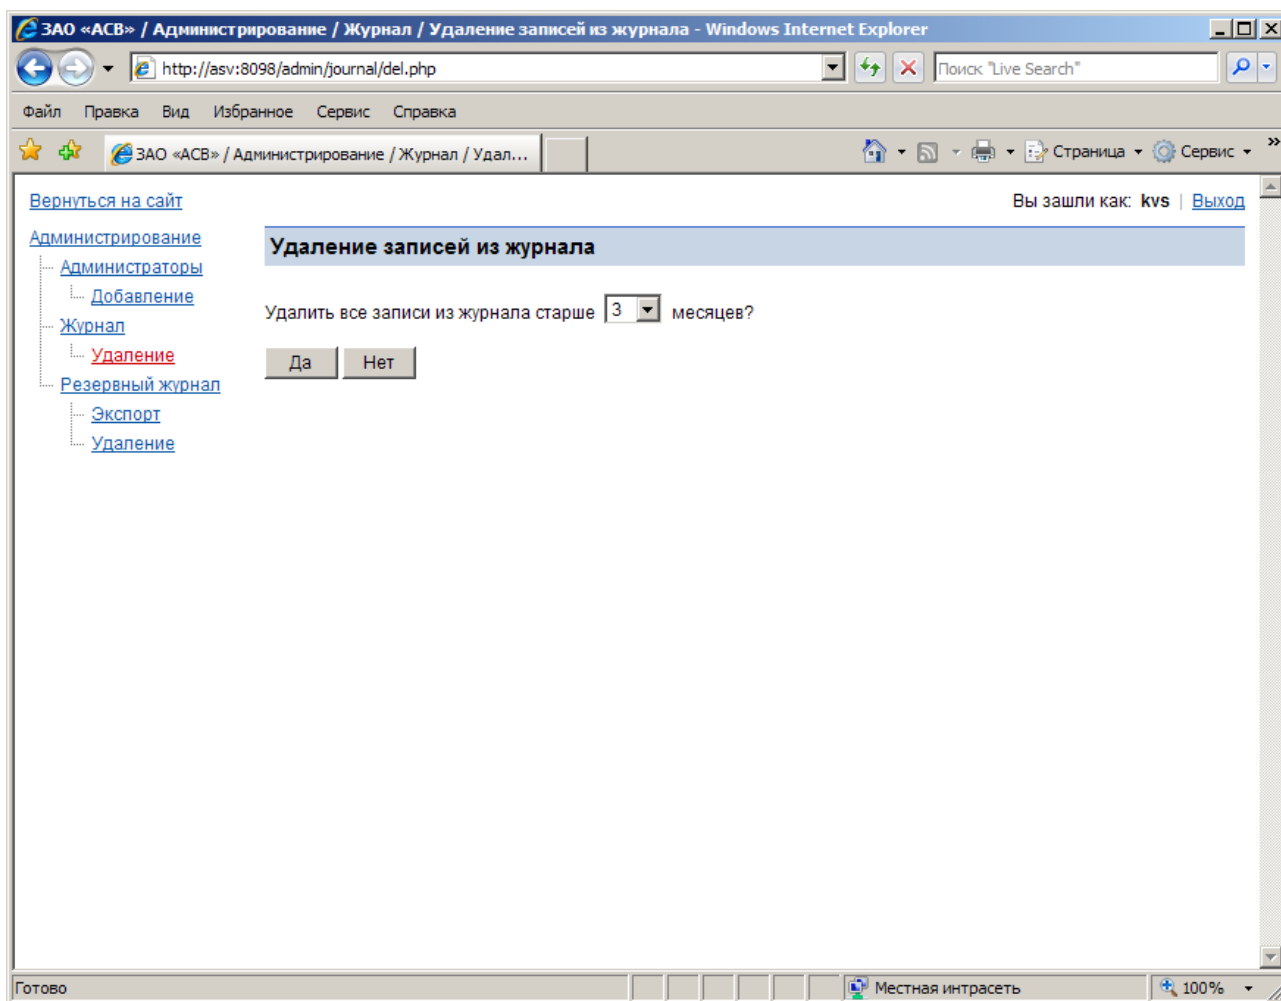 ЗАО «АСВ» / Администрирование / Журнал / Удаление записей из журнала - Windows Internet Explorer
http://asv:8098/admin/journal/del.php
Поиск "Live Search"
Файл Правка Вид Избранное Сервис Справка
ЗАО «АСВ» / Администрирование / Журнал / Удал...
Страница Сервис »
Вернуться на сайт
Вы зашли как: kvs | Выход
Администрирование
Администраторы
Добавление
Журнал
Удаление
Резервный журнал
Экспорт
Удаление
Удаление записей из журнала
Удалить все записи из журнала старше 3 месяцев?
Да Нет
Готово
Местная интрасеть
100%